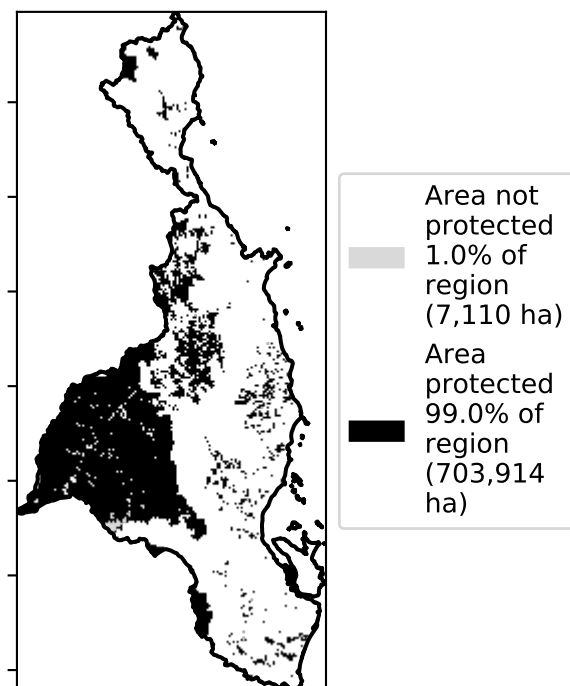 Area not
protected
1.0% of
region
(7,110 ha)
Area
protected
99.0% of
region
(703,914
ha)